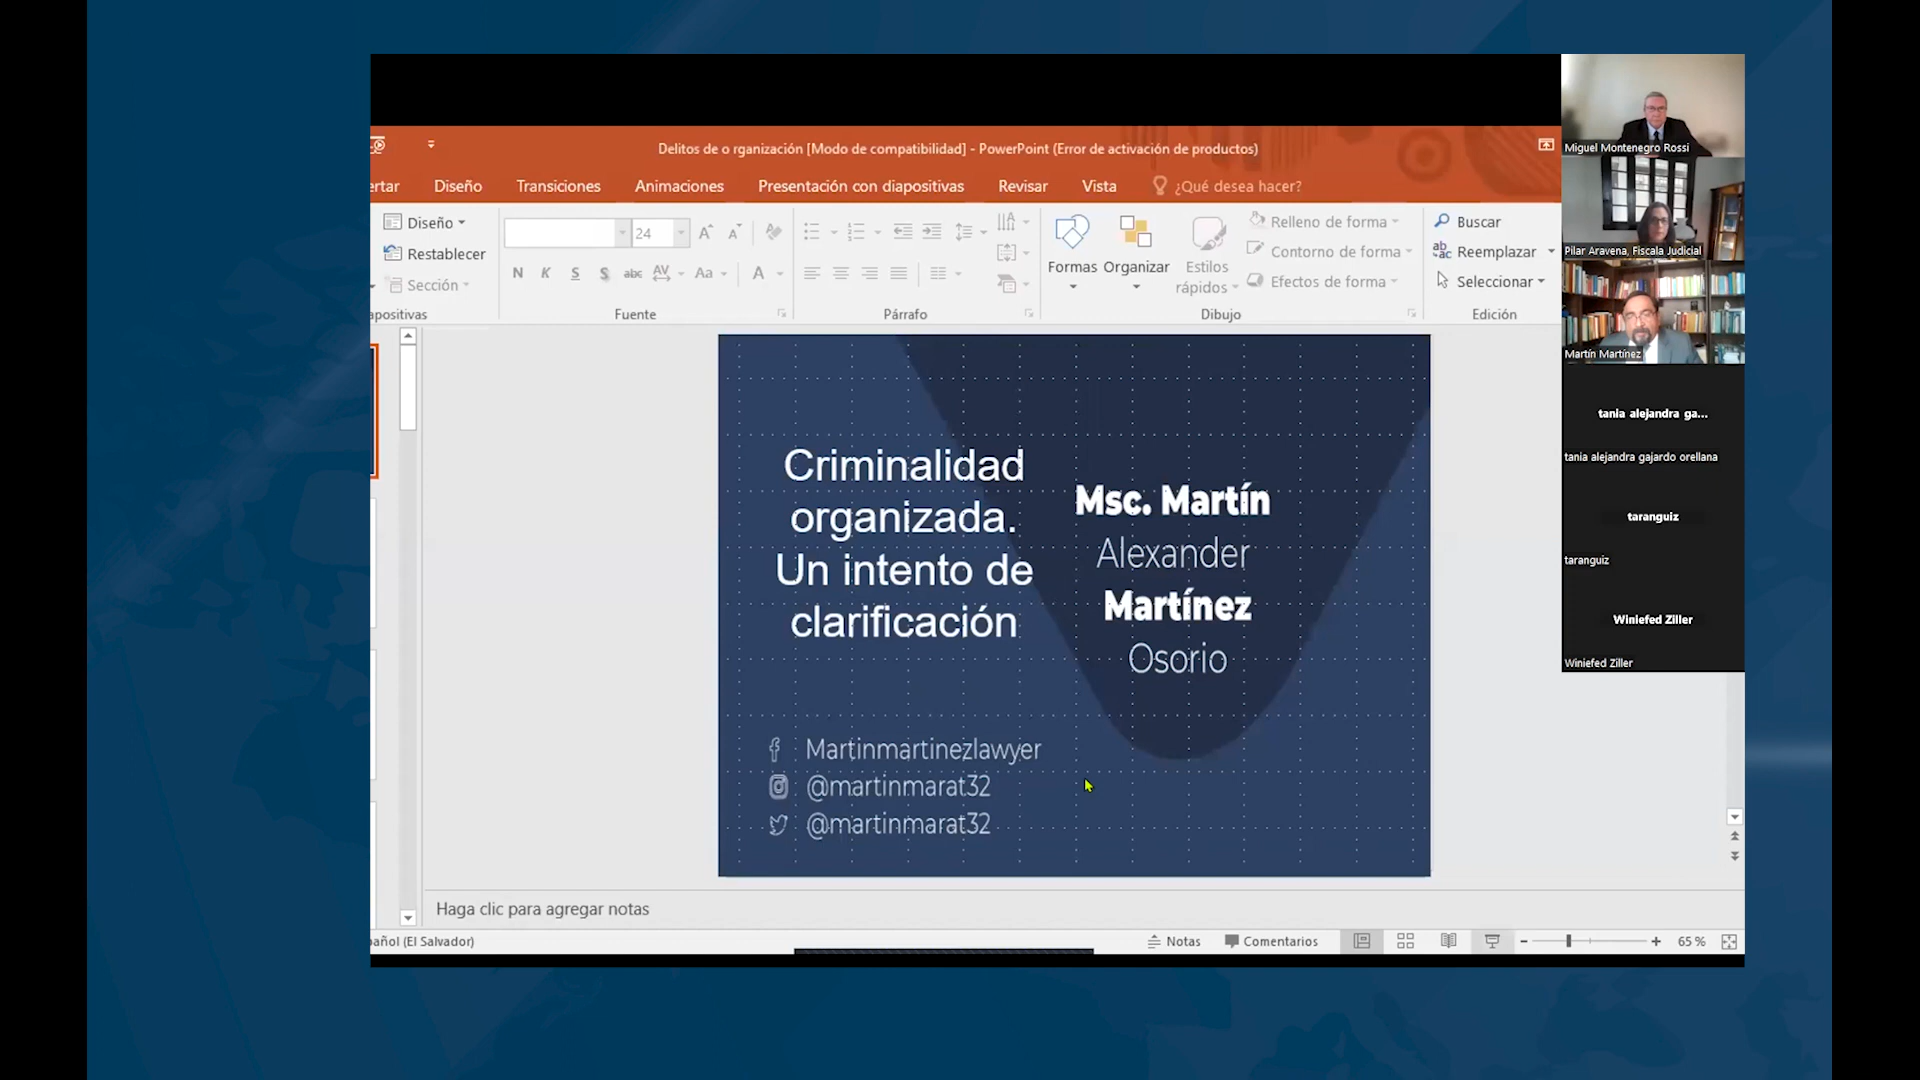 Delitos de o rganización [Modo de compatibilidad] - PowerPoint (Error de activación de productos)
ertar Diseño Transiciones Animaciones Presentación con diapositivas Revisar Vista ¿Qué desea hacer?
Diseño
Restablecer
Sección
apositivas
24
N K S S abc AV Aa A
Fuente
Párrafo
Formas Organizar Estilos rápidos
Relleno de forma
Contorno de forma
Efectos de forma
Dibujo
Buscar
Reemplazar
Seleccionar
Edición
Criminalidad
organizada.
Un intento de
clarificación
Msc. Martín
Alexander
Martínez
Osorio
Martinmartinezlawyer
@martinmarat32
@martinmarat32
Haga clic para agregar notas
añol (El Salvador)
Notas Comentarios 65 %
Miguel Montenegro Rossi
Pilar Aravena, Fiscala Judicial
Martín Martínez
tania alejandra ga...
tania alejandra gajardo orellana
taranguiz
taranguiz
Winiefed Ziller
Winiefed Ziller